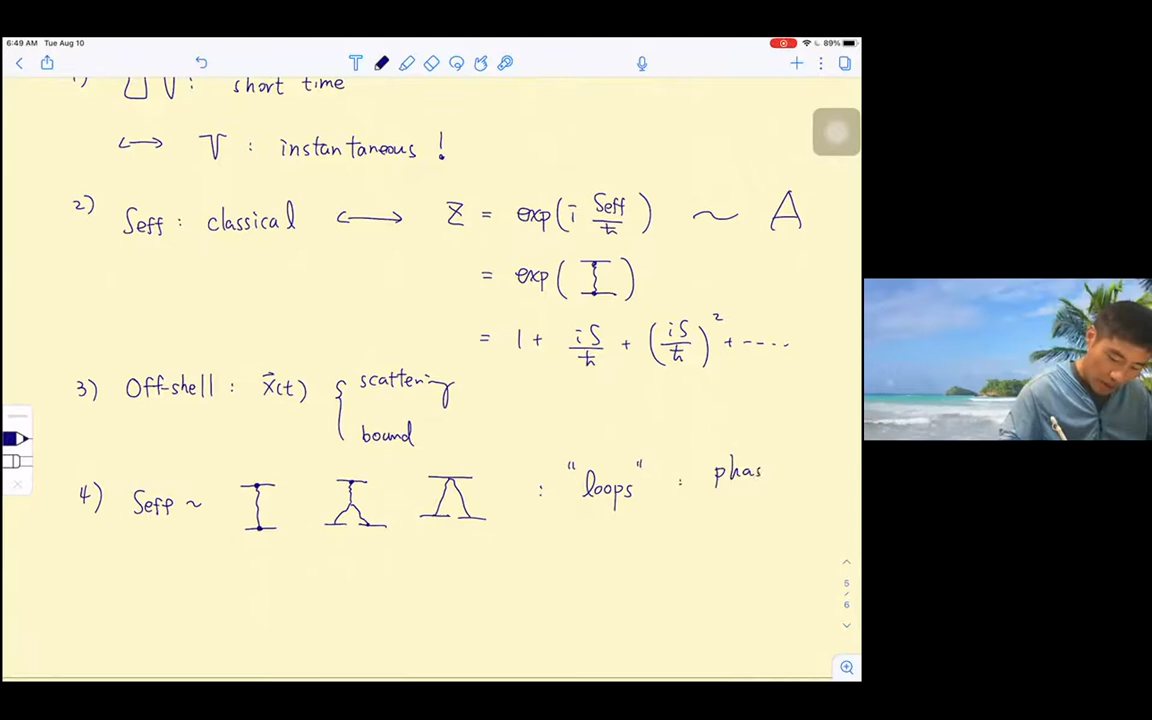 6:49 AM Tue Aug 10
89%
short time
↔ V : instantaneous !
2) Seff : classical ↔ Z = exp(i Seff/ħ) ~ A
= exp( )
= 1 + iS/ħ + (iS/ħ)² + ----
3) Off-shell : x⃗(t) { scattering
bound
4) Seff ~ : "loops" : phas
5
/
6